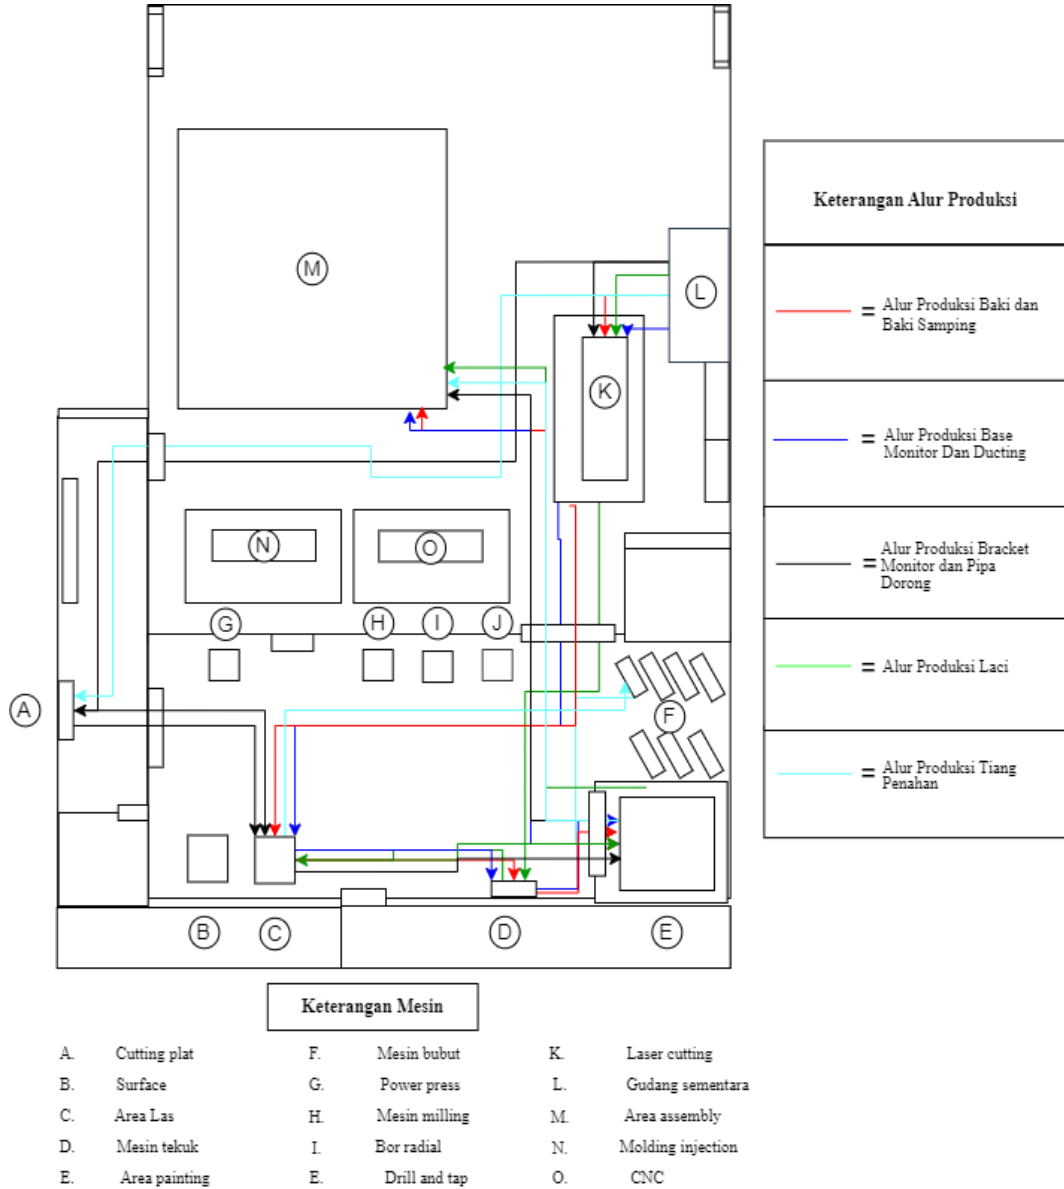 M
L
K
N
O
G
H
I
J
A
F
B
C
D
E
Keterangan Alur Produksi
= Alur Produksi Baki dan
Baki Samping
= Alur Produksi Base
Monitor Dan Ducting
= Alur Produksi Bracket
Monitor dan Pipa
Dorong
= Alur Produksi Laci
= Alur Produksi Tiang
Penahan
Keterangan Mesin
A. Cutting plat F. Mesin bubut K. Laser cutting
B. Surface G. Power press L. Gudang sementara
C. Area Las H. Mesin milling M. Area assembly
D. Mesin tekuk I. Bor radial N. Molding injection
E. Area painting E. Drill and tap O. CNC